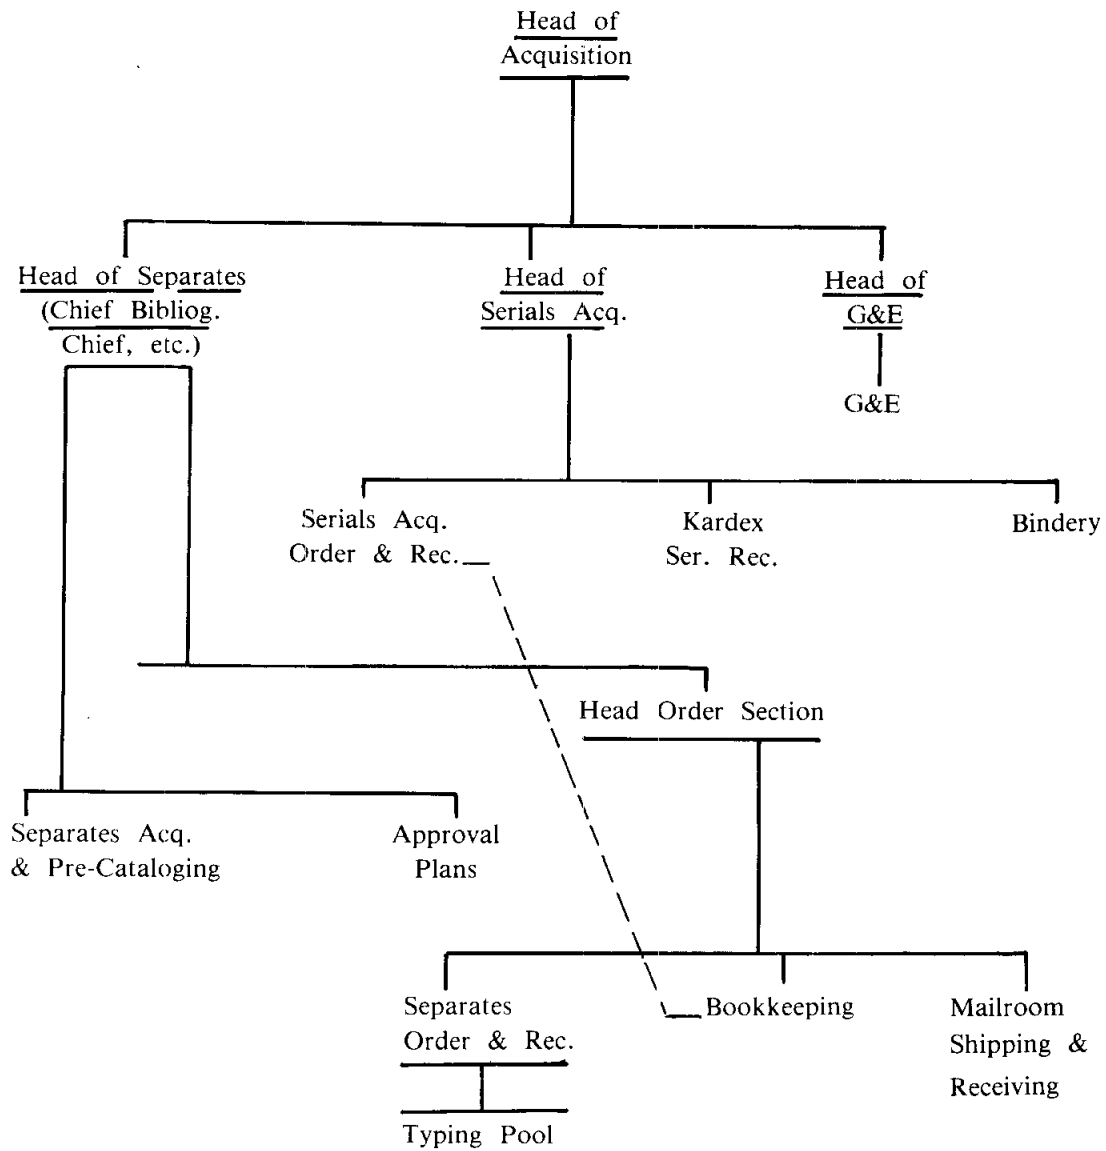 Head of
Acquisition
Head of Separates
(Chief Bibliog.
Chief, etc.)
Head of
Serials Acq.
Head of
G&E
G&E
Serials Acq.
Order & Rec.
Kardex
Ser. Rec.
Bindery
Head Order Section
Separates Acq.
& Pre-Cataloging
Approval
Plans
Separates
Order & Rec.
Bookkeeping
Mailroom
Shipping &
Receiving
Typing Pool